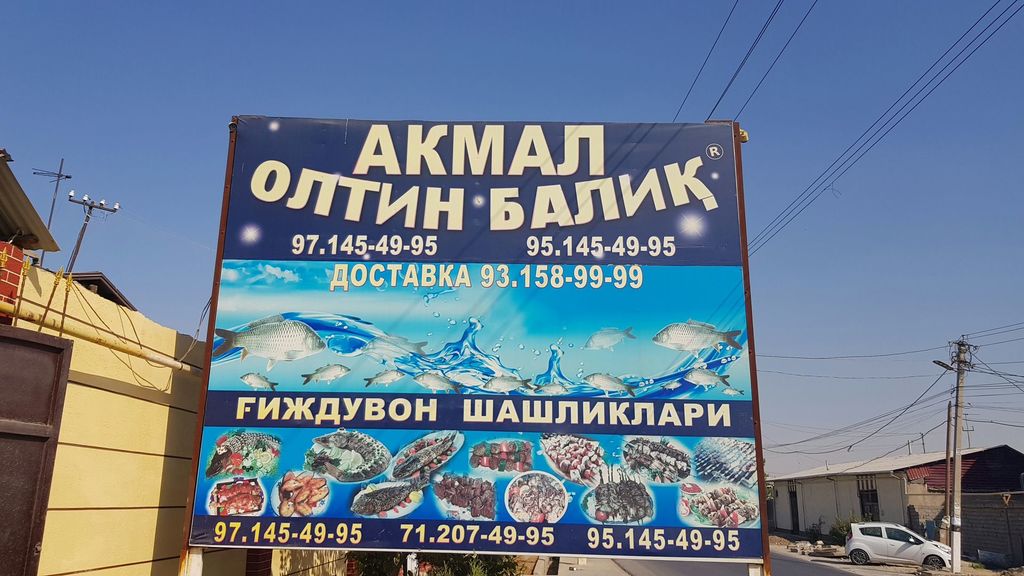 АКМАЛ
ОЛТИН БАЛИҚ ®
97.145-49-95 95.145-49-95
ДОСТАВКА 93.158-99-99
ҒИЖДУВОН ШАШЛИКЛАРИ
97.145-49-95 71.207-49-95 95.145-49-95